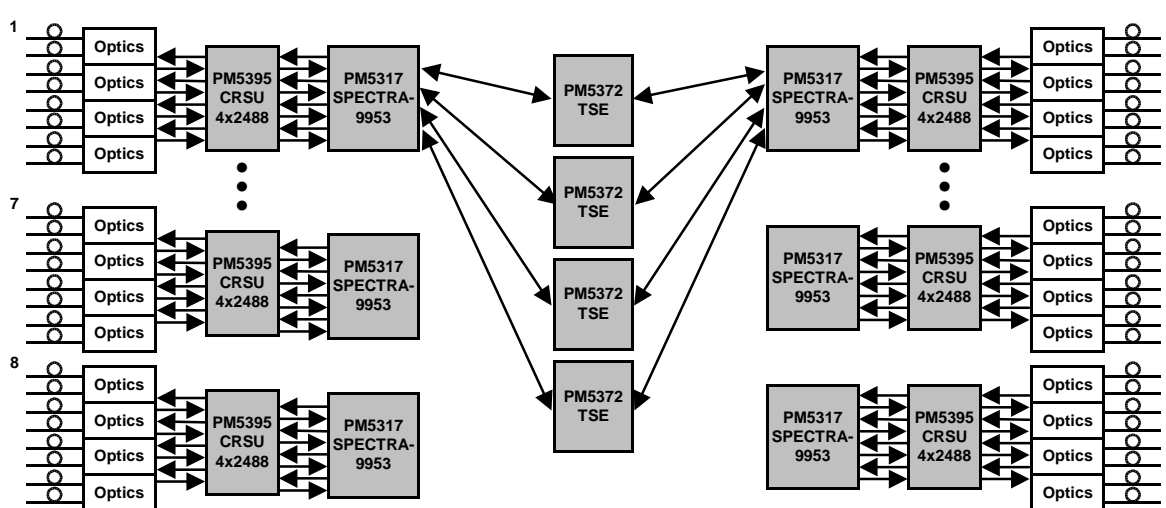 1
Optics
Optics
Optics
Optics
PM5395
CRSU
4x2488
PM5317
SPECTRA-
9953
PM5372
TSE
PM5372
TSE
PM5372
TSE
PM5372
TSE
PM5317
SPECTRA-
9953
PM5395
CRSU
4x2488
Optics
Optics
Optics
Optics
7
Optics
Optics
Optics
Optics
PM5395
CRSU
4x2488
PM5317
SPECTRA-
9953
PM5317
SPECTRA-
9953
PM5395
CRSU
4x2488
Optics
Optics
Optics
Optics
8
Optics
Optics
Optics
Optics
PM5395
CRSU
4x2488
PM5317
SPECTRA-
9953
PM5317
SPECTRA-
9953
PM5395
CRSU
4x2488
Optics
Optics
Optics
Optics